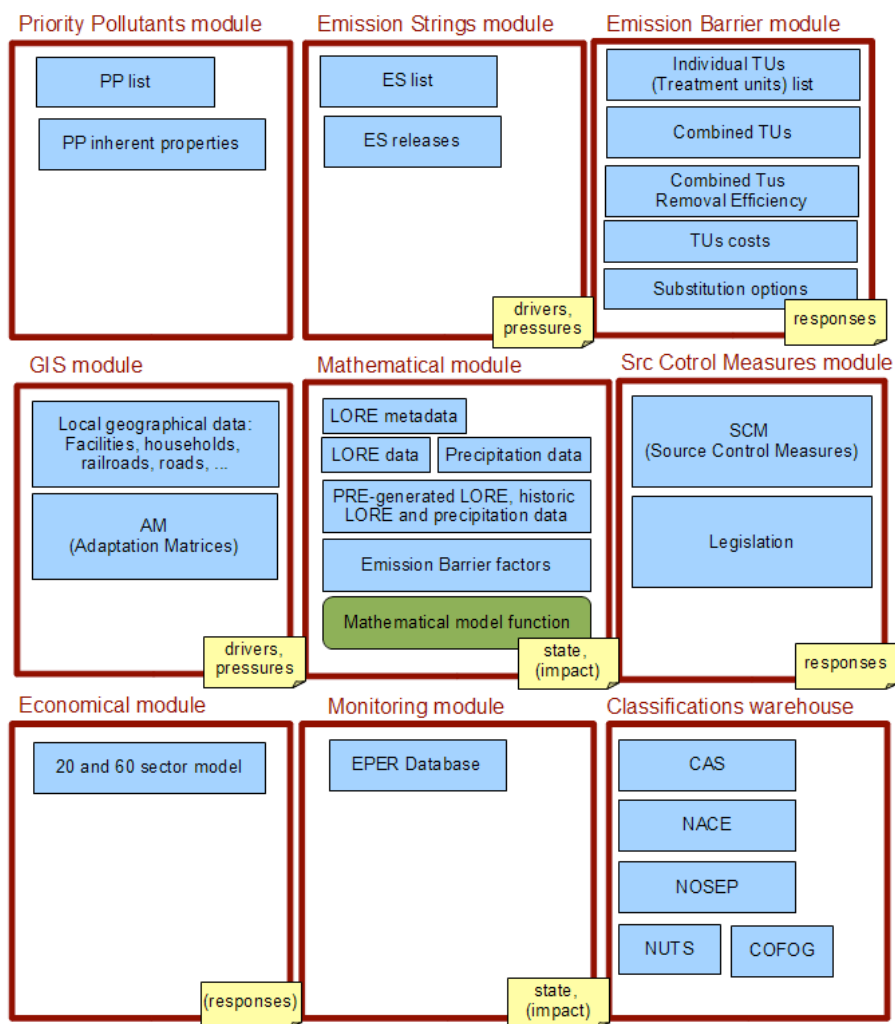 Priority Pollutants module
PP list
PP inherent properties
Emission Strings module
ES list
ES releases
drivers,
pressures
Emission Barrier module
Individual TUs
(Treatment units) list
Combined TUs
Combined Tus
Removal Efficiency
TUs costs
Substitution options
responses
GIS module
Local geographical data:
Facilities, households,
railroads, roads, ...
AM
(Adaptation Matrices)
drivers,
pressures
Mathematical module
LORE metadata
LORE data
Precipitation data
PRE-generated LORE, historic
LORE and precipitation data
Emission Barrier factors
Mathematical model function
state,
(impact)
Src Cotrol Measures module
SCM
(Source Control Measures)
Legislation
responses
Economical module
20 and 60 sector model
(responses)
Monitoring module
EPER Database
state,
(impact)
Classifications warehouse
CAS
NACE
NOSEP
NUTS
COFOG